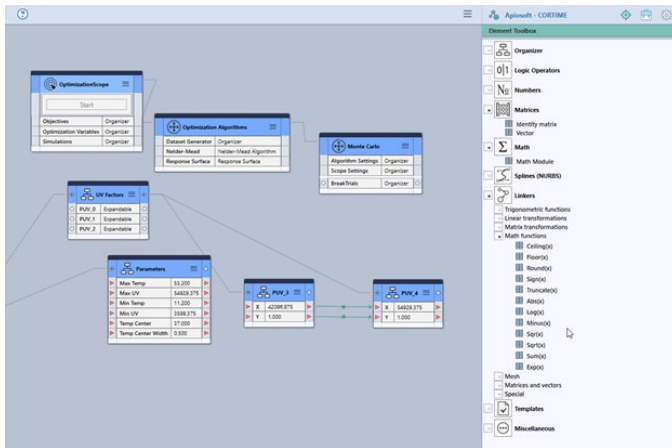 Apiosoft - CORTIME
Element Toolbox
OptimizationScope
Start
Objectives Organizer
Optimization Variables Organizer
Simulations Organizer
Optimization Algorithms
Dataset Generator Organizer
Nelder-Mead Nelder-Mead Algorithm
Response Surface Response Surface
Monte Carlo
Algorithm Settings Organizer
Scope Settings Organizer
BreakTrials Organizer
UV Factors
PUV_0 Expandable
PUV_1 Expandable
PUV_2 Expandable
Parameters
Max Temp 53.200
Max UV 54929.375
Min Temp 11.200
Min UV 3599.375
Temp Center 37.000
Temp Center Width 0.500
PUV_3
X 42096.875
Y 1.000
PUV_4
X 54929.375
Y 1.000
Organizer
0|1 Logic Operators
No Numbers
Matrices
Identity matrix
Vector
Σ Math
Math Module
Splines (NURBS)
Linkers
Trigonometric functions
Linear transformations
Matrix transformations
Math functions
Ceiling(x)
Floor(x)
Round(x)
Sign(x)
Truncate(x)
Abs(x)
Log(x)
Minus(x)
Sqr(x)
Sqrt(x)
Sum(x)
Exp(x)
Mesh
Matrices and vectors
Special
Templates
Miscellaneous